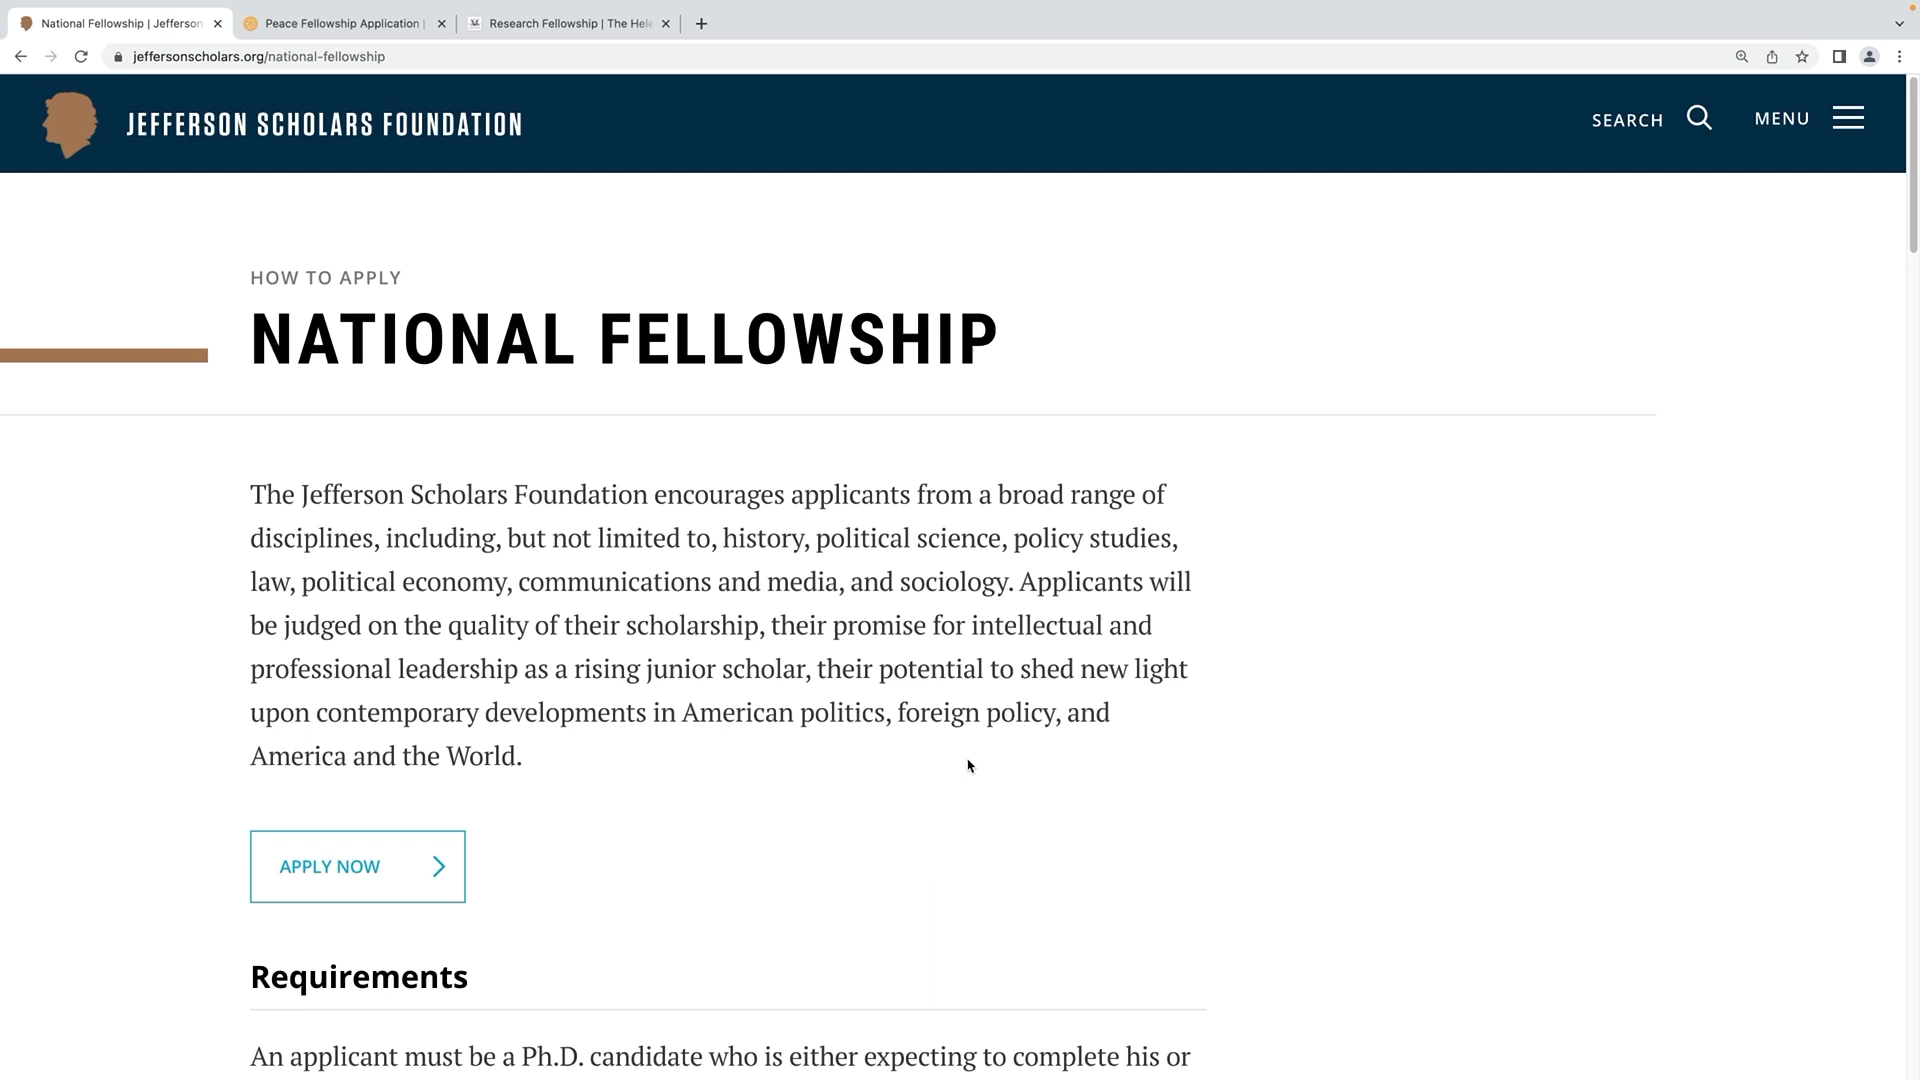 National Fellowship | Jefferson
Peace Fellowship Application |
Research Fellowship | The Hele
jeffersonscholars.org/national-fellowship
JEFFERSON SCHOLARS FOUNDATION
SEARCH
MENU
HOW TO APPLY
NATIONAL FELLOWSHIP
The Jefferson Scholars Foundation encourages applicants from a broad range of
disciplines, including, but not limited to, history, political science, policy studies,
law, political economy, communications and media, and sociology. Applicants will
be judged on the quality of their scholarship, their promise for intellectual and
professional leadership as a rising junior scholar, their potential to shed new light
upon contemporary developments in American politics, foreign policy, and
America and the World.
APPLY NOW
Requirements
An applicant must be a Ph.D. candidate who is either expecting to complete his or